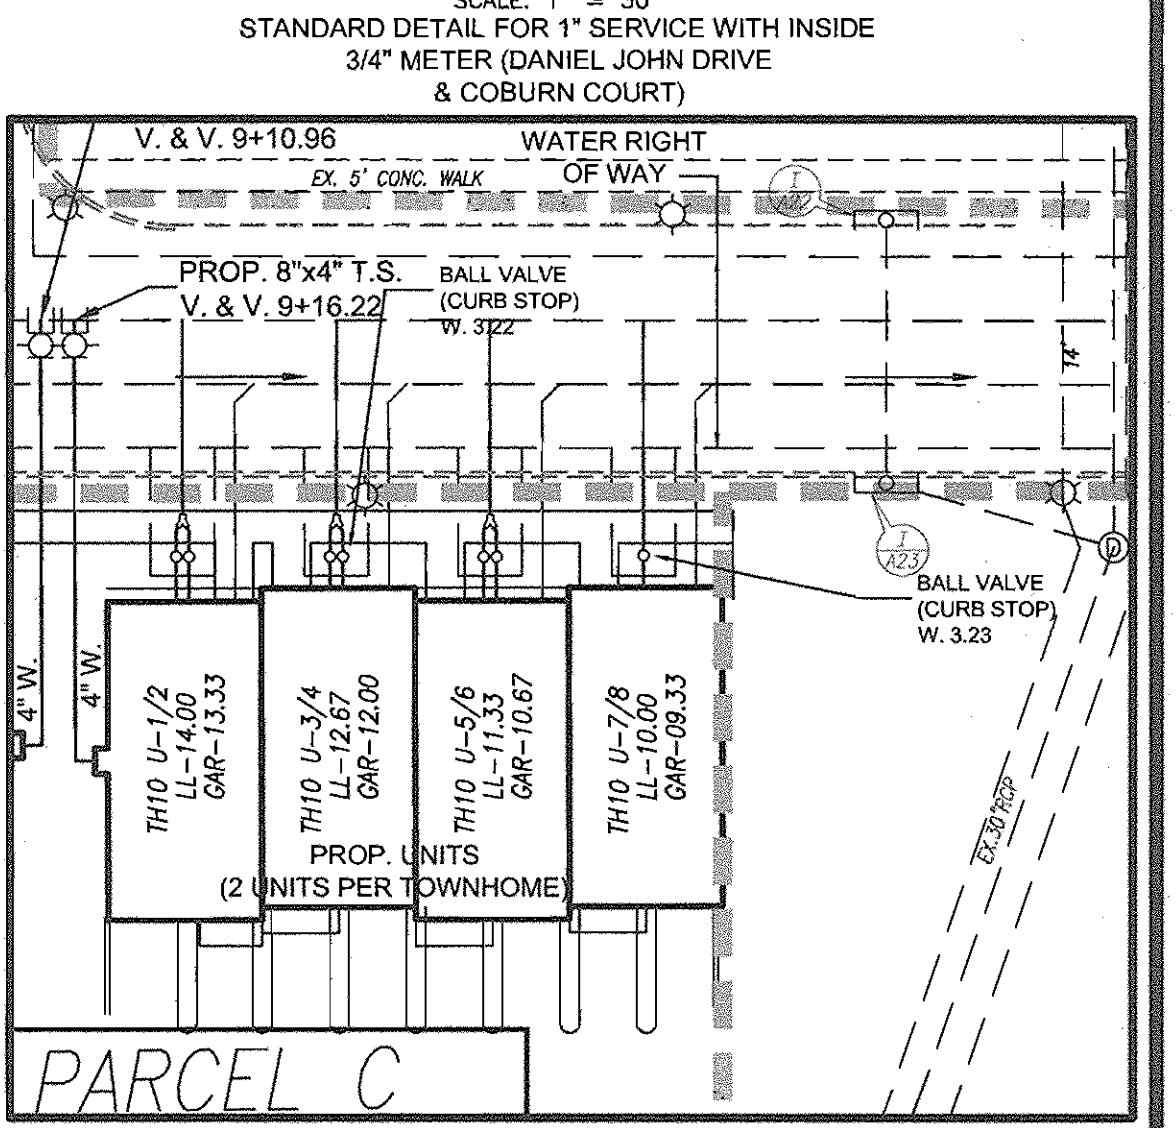 SCALE: 1" = 30'
STANDARD DETAIL FOR 1" SERVICE WITH INSIDE
3/4" METER (DANIEL JOHN DRIVE
& COBURN COURT)
V. & V. 9+10.96
WATER RIGHT
OF WAY
EX. 5' CONC. WALK
I
A22
PROP. 8"x4" T.S.
V. & V. 9+16.22
BALL VALVE
(CURB STOP)
W. 3.22
14'
I
A23
D
BALL VALVE
(CURB STOP)
W. 3.23
4" W.
4" W.
TH10 U-1/2
LL-14.00
GAR-13.33
TH10 U-3/4
LL-12.67
GAR-12.00
TH10 U-5/6
LL-11.33
GAR-10.67
TH10 U-7/8
LL-10.00
GAR-09.33
PROP. UNITS
(2 UNITS PER TOWNHOME)
EX.30"RCP
PARCEL C